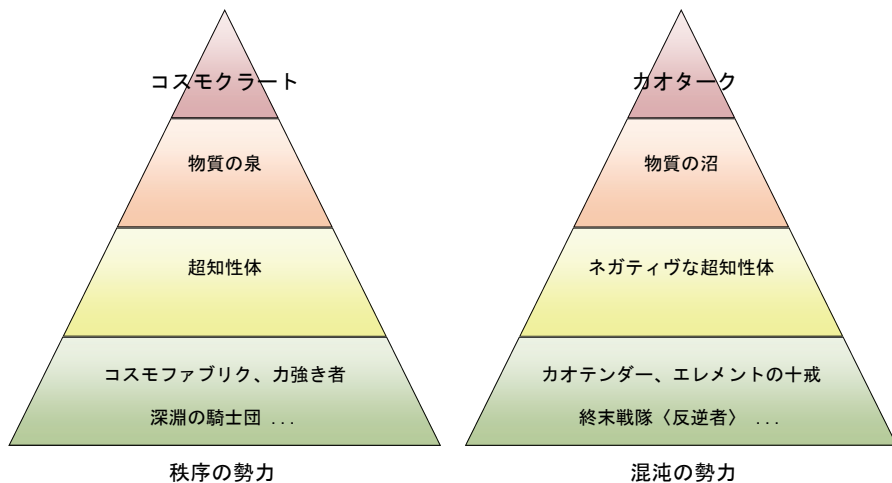 コスモクラート
物質の泉
超知性体
コスモファブリク、力強き者
深淵の騎士団 ...
秩序の勢力
カオターク
物質の沼
ネガティヴな超知性体
カオテンダー、エレメントの十戒
終末戦隊〈反逆者〉 ...
混沌の勢力